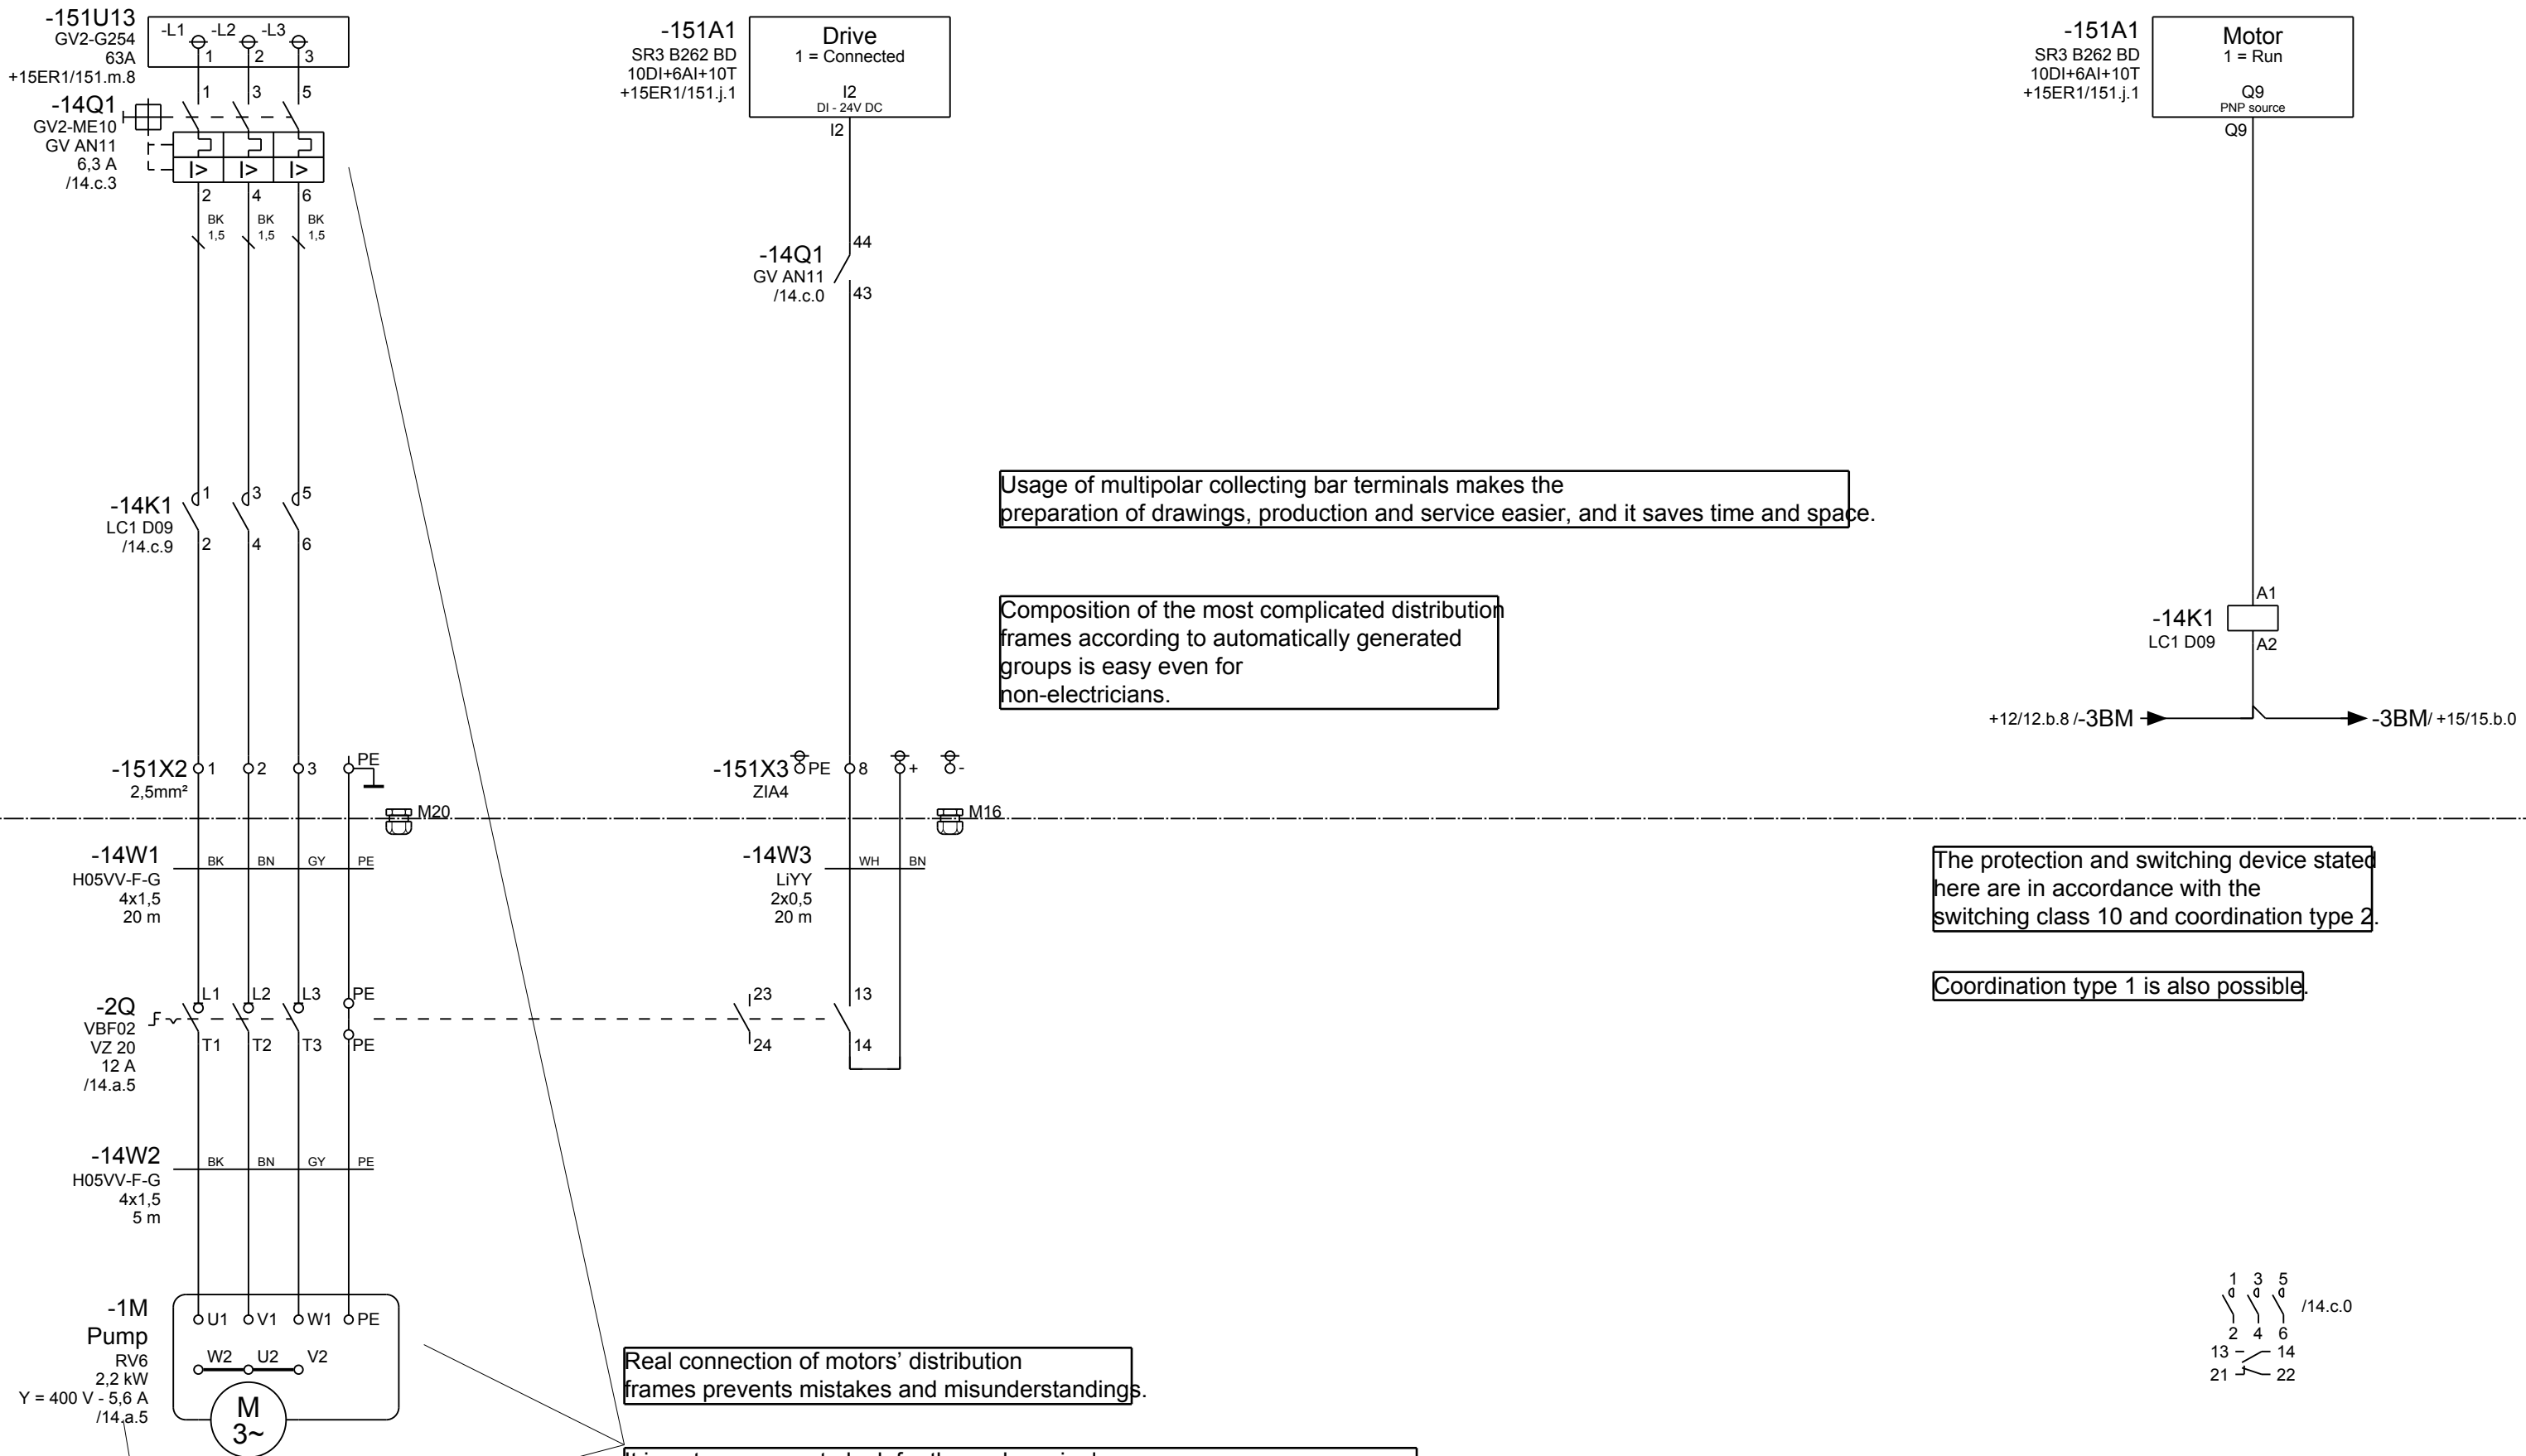 -151U13
GV2-G254
63A
+15ER1/151.m.8
-L1 -L2 -L3
1 2 3
-14Q1
GV2-ME10
GV AN11
6,3 A
/14.c.3
1 3 5
I> I> I>
2 4 6
BK BK BK
1,5 1,5 1,5
-14K1
LC1 D09
/14.c.9
1 3 5
2 4 6
-151X2
2,5mm²
1 2 3 PE
M20
-14W1
H05VV-F-G
4x1,5
20 m
BK BN GY PE
-2Q
VBF02
VZ 20
12 A
/14.a.5
L1 L2 L3 PE
T1 T2 T3 PE
-14W2
H05VV-F-G
4x1,5
5 m
BK BN GY PE
-1M
Pump
RV6
2,2 kW
Y = 400 V - 5,6 A
/14.a.5
U1 V1 W1 PE
W2 U2 V2
M
3~
-151A1
SR3 B262 BD
10DI+6AI+10T
+15ER1/151.j.1
Drive
1 = Connected
I2
DI - 24V DC
I2
-14Q1
GV AN11
/14.c.0
44
43
-151X3
ZIA4
PE 8 + -
M16
-14W3
LiYY
2x0,5
20 m
WH BN
23 13
24 14
Usage of multipolar collecting bar terminals makes the
preparation of drawings, production and service easier, and it saves time and space.
Composition of the most complicated distribution
frames according to automatically generated
groups is easy even for
non-electricians.
Real connection of motors’ distribution
frames prevents mistakes and misunderstandings.
-151A1
SR3 B262 BD
10DI+6AI+10T
+15ER1/151.j.1
Motor
1 = Run
Q9
PNP source
Q9
-14K1
LC1 D09
A1
A2
+12/12.b.8 /-3BM
-3BM/ +15/15.b.0
The protection and switching device stated
here are in accordance with the
switching class 10 and coordination type 2.
Coordination type 1 is also possible.
1 3 5
/14.c.0
2 4 6
13 14
21 22